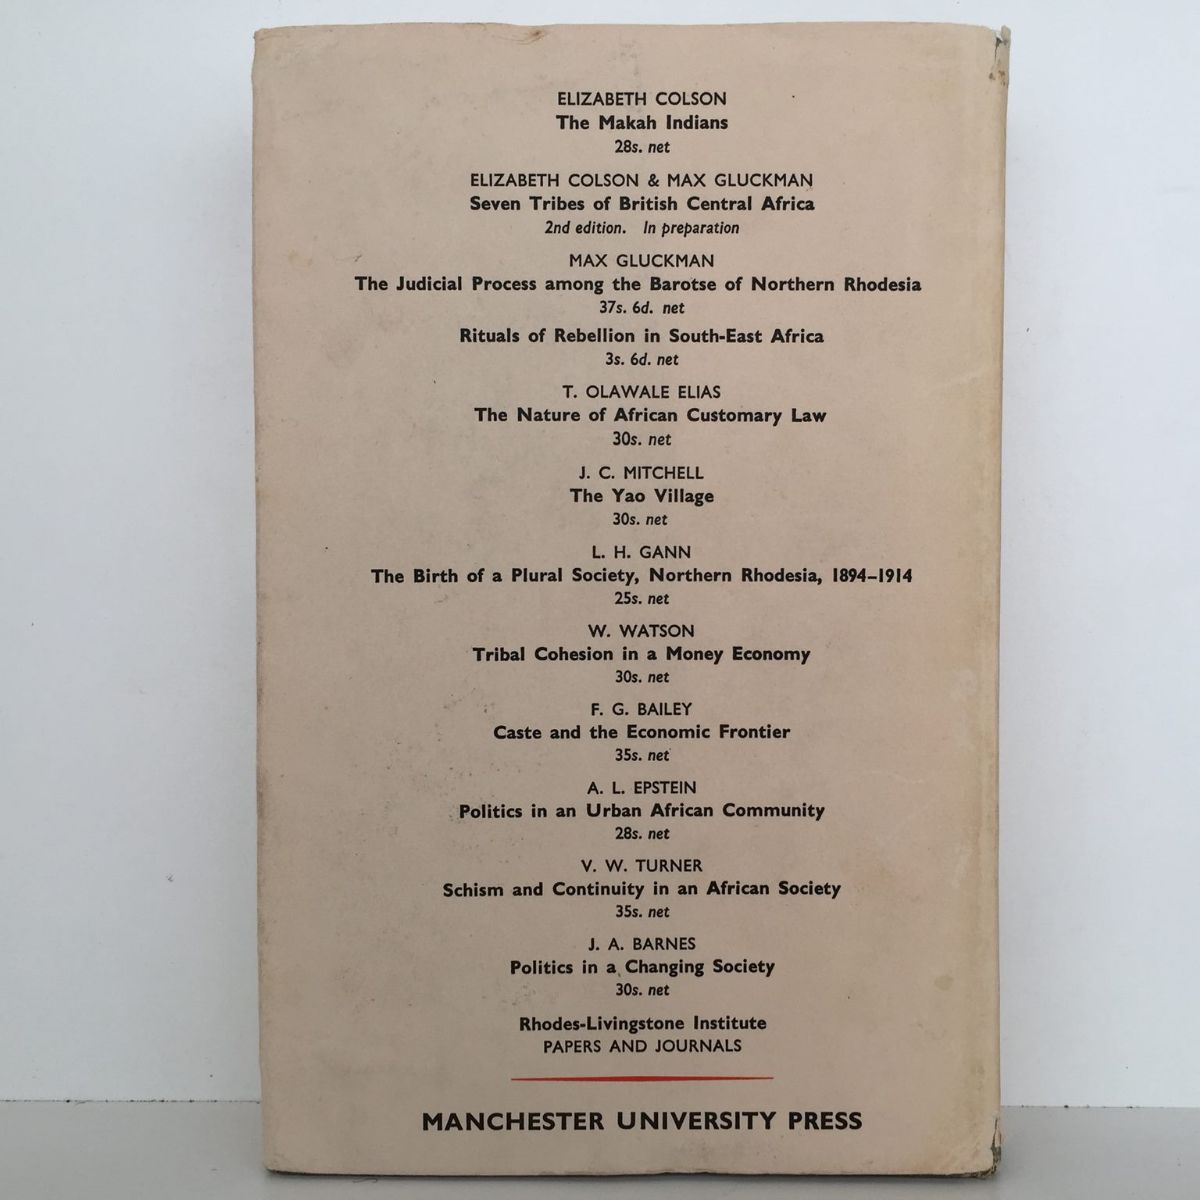 ELIZABETH COLSON
The Makah Indians
28s. net
ELIZABETH COLSON & MAX GLUCKMAN
Seven Tribes of British Central Africa
2nd edition. In preparation
MAX GLUCKMAN
The Judicial Process among the Barotse of Northern Rhodesia
37s. 6d. net
Rituals of Rebellion in South-East Africa
3s. 6d. net
T. OLAWALE ELIAS
The Nature of African Customary Law
30s. net
J. C. MITCHELL
The Yao Village
30s. net
L. H. GANN
The Birth of a Plural Society, Northern Rhodesia, 1894–1914
25s. net
W. WATSON
Tribal Cohesion in a Money Economy
30s. net
F. G. BAILEY
Caste and the Economic Frontier
35s. net
A. L. EPSTEIN
Politics in an Urban African Community
28s. net
V. W. TURNER
Schism and Continuity in an African Society
35s. net
J. A. BARNES
Politics in a Changing Society
30s. net
Rhodes-Livingstone Institute
PAPERS AND JOURNALS
MANCHESTER UNIVERSITY PRESS